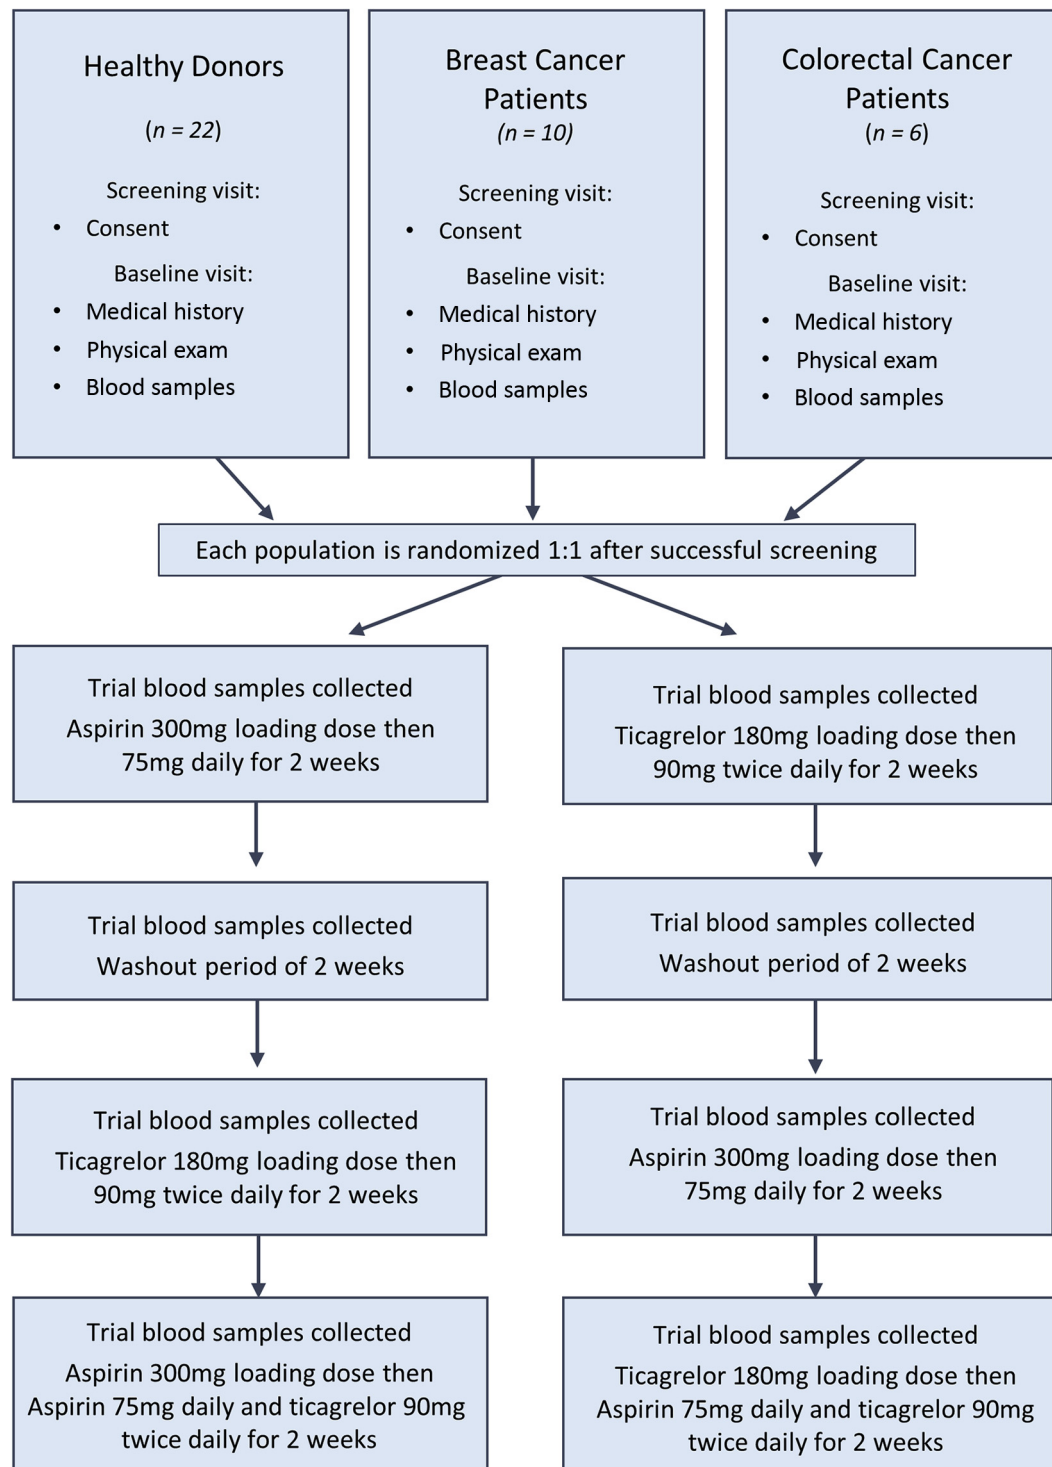 Healthy Donors
(n = 22)
Screening visit:
• Consent
Baseline visit:
• Medical history
• Physical exam
• Blood samples
Breast Cancer
Patients
(n = 10)
Screening visit:
• Consent
Baseline visit:
• Medical history
• Physical exam
• Blood samples
Colorectal Cancer
Patients
(n = 6)
Screening visit:
• Consent
Baseline visit:
• Medical history
• Physical exam
• Blood samples
Each population is randomized 1:1 after successful screening
Trial blood samples collected
Aspirin 300mg loading dose then
75mg daily for 2 weeks
Trial blood samples collected
Ticagrelor 180mg loading dose then
90mg twice daily for 2 weeks
Trial blood samples collected
Washout period of 2 weeks
Trial blood samples collected
Washout period of 2 weeks
Trial blood samples collected
Ticagrelor 180mg loading dose then
90mg twice daily for 2 weeks
Trial blood samples collected
Aspirin 300mg loading dose then
75mg daily for 2 weeks
Trial blood samples collected
Aspirin 300mg loading dose then
Aspirin 75mg daily and ticagrelor 90mg
twice daily for 2 weeks
Trial blood samples collected
Ticagrelor 180mg loading dose then
Aspirin 75mg daily and ticagrelor 90mg
twice daily for 2 weeks